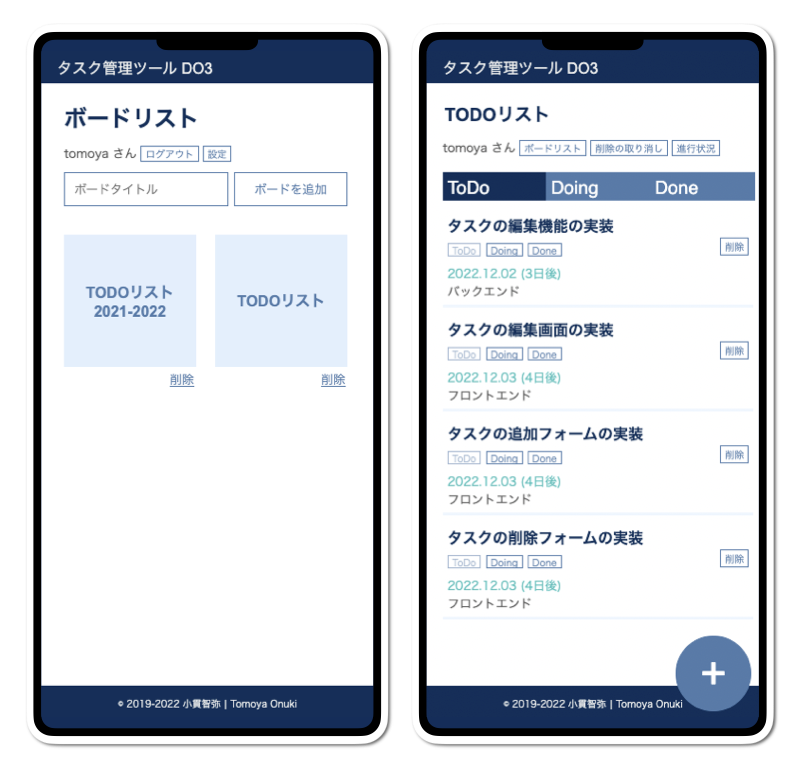 タスク管理ツール DO3
ボードリスト
tomoya さん ログアウト 設定
ボードタイトル ボードを追加
TODOリスト
2021-2022
TODOリスト
削除 削除
© 2019-2022 小貫智弥 | Tomoya Onuki
タスク管理ツール DO3
TODOリスト
tomoya さん ボードリスト 削除の取り消し 進行状況
ToDo Doing Done
タスクの編集機能の実装
削除
ToDo Doing Done
2022.12.02 (3日後)
バックエンド
タスクの編集画面の実装
削除
ToDo Doing Done
2022.12.03 (4日後)
フロントエンド
タスクの追加フォームの実装
削除
ToDo Doing Done
2022.12.03 (4日後)
フロントエンド
タスクの削除フォームの実装
削除
ToDo Doing Done
2022.12.03 (4日後)
フロントエンド
+
© 2019-2022 小貫智弥 | Tomoya Onuki